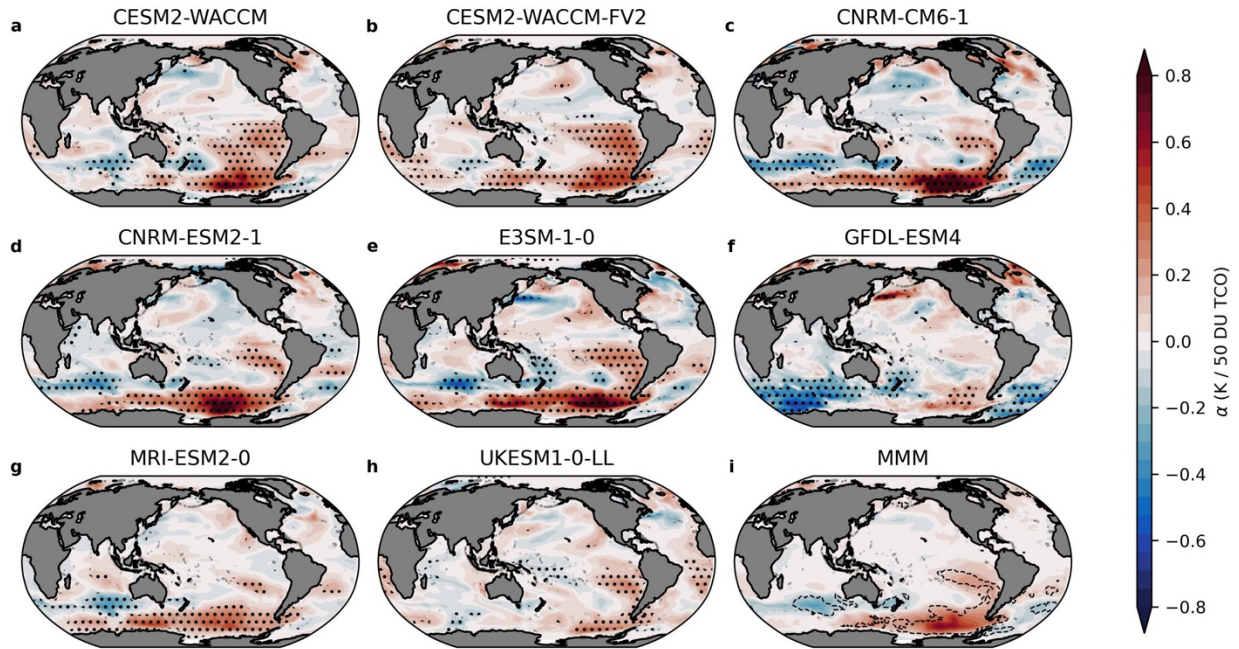 a CESM2-WACCM
b CESM2-WACCM-FV2
c CNRM-CM6-1
d CNRM-ESM2-1
e E3SM-1-0
f GFDL-ESM4
g MRI-ESM2-0
h UKESM1-0-LL
i MMM
0.8
0.6
0.4
0.2
0.0
−0.2
−0.4
−0.6
−0.8
α (K / 50 DU TCO)